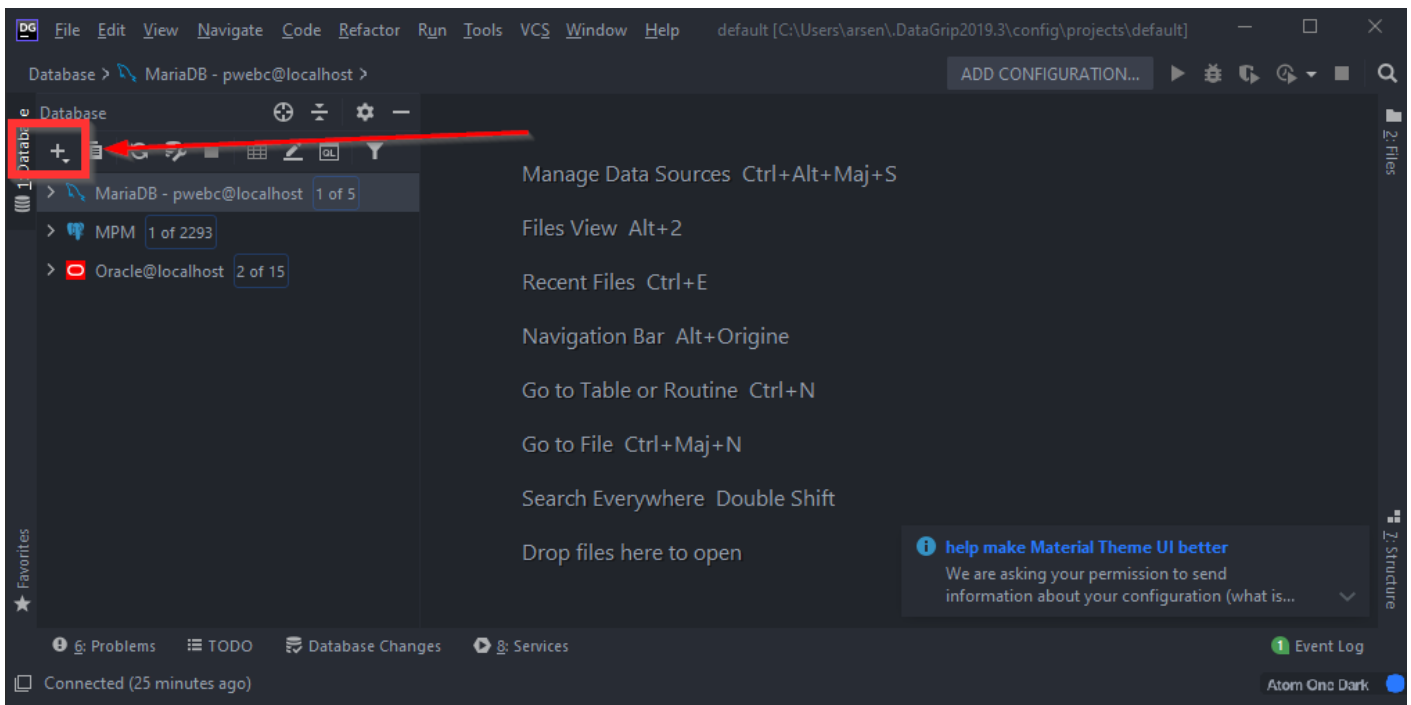 DG File Edit View Navigate Code Refactor Run Tools VCS Window Help default [C:\Users\arsen\.DataGrip2019.3\config\projects\default]
Database > MariaDB - pwebc@localhost > ADD CONFIGURATION...
1: Database
Database
QL
MariaDB - pwebc@localhost 1 of 5
MPM 1 of 2293
Oracle@localhost 2 of 15
Manage Data Sources Ctrl+Alt+Maj+S
Files View Alt+2
Recent Files Ctrl+E
Navigation Bar Alt+Origine
Go to Table or Routine Ctrl+N
Go to File Ctrl+Maj+N
Search Everywhere Double Shift
Drop files here to open
2: Files
7: Structure
Favorites
help make Material Theme UI better
We are asking your permission to send
information about your configuration (what is...
6: Problems TODO Database Changes 8: Services 1 Event Log
Connected (25 minutes ago) Atom One Dark